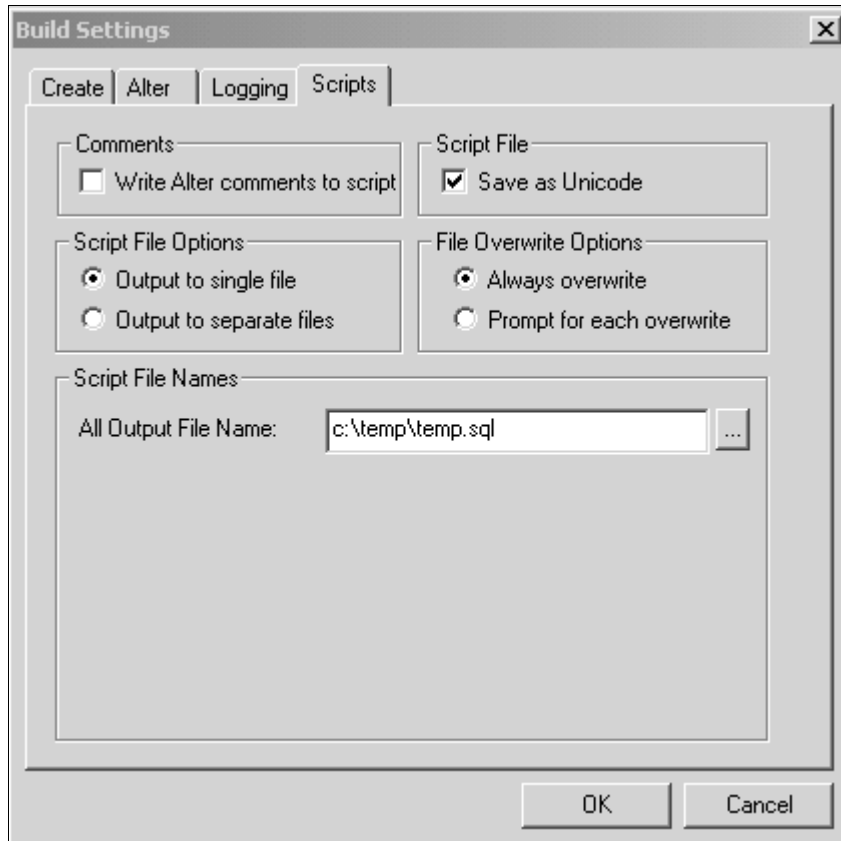 Build Settings
Create Alter Logging Scripts
Comments
Write Alter comments to script
Script File
Save as Unicode
Script File Options
Output to single file
Output to separate files
File Overwrite Options
Always overwrite
Prompt for each overwrite
Script File Names
All Output File Name: c:\temp\temp.sql ...
OK Cancel